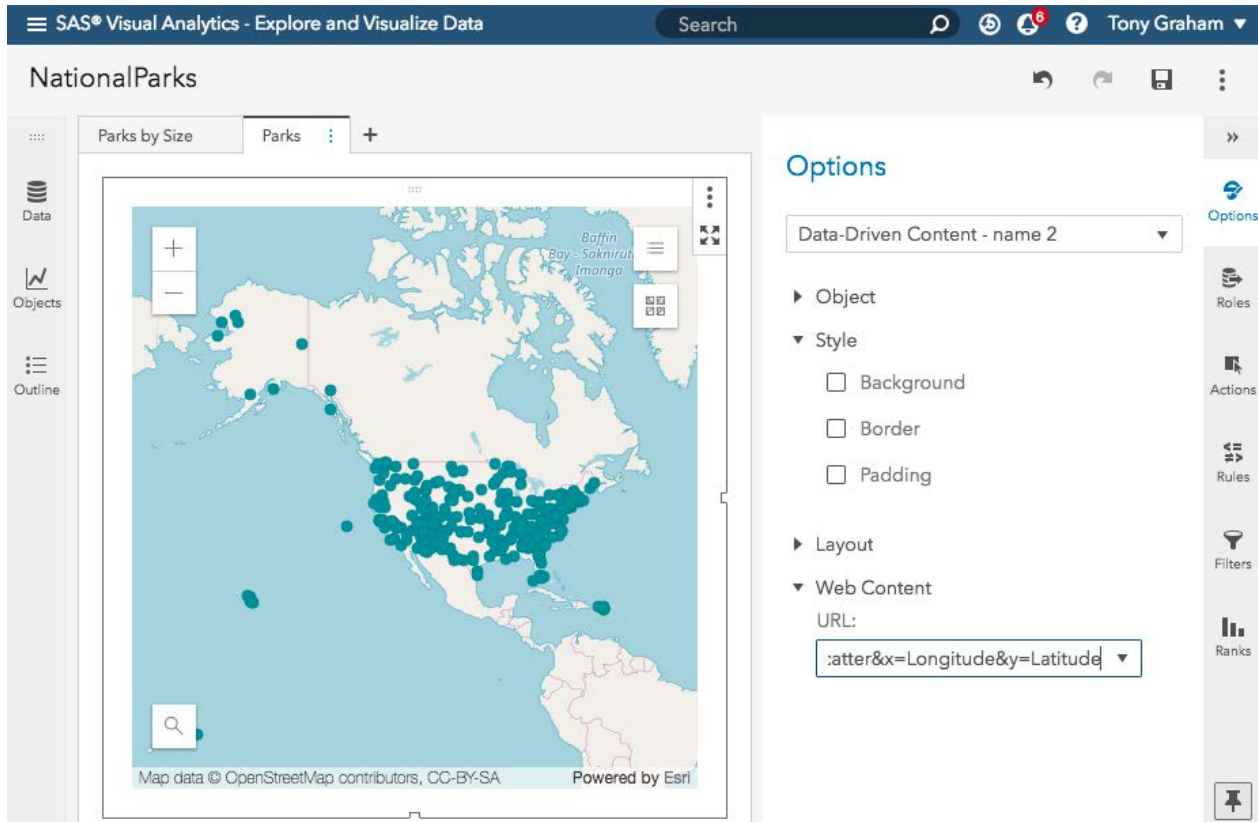 SAS® Visual Analytics - Explore and Visualize Data
Search
6
Tony Graham
NationalParks
Parks by Size
Parks
Data
Objects
Outline
Baffin
Bay - Saknirut
Imanga
Map data © OpenStreetMap contributors, CC-BY-SA
Powered by Esri
Options
Data-Driven Content - name 2
Object
Style
Background
Border
Padding
Layout
Web Content
URL:
:atter&x=Longitude&y=Latitude
Options
Roles
Actions
Rules
Filters
Ranks